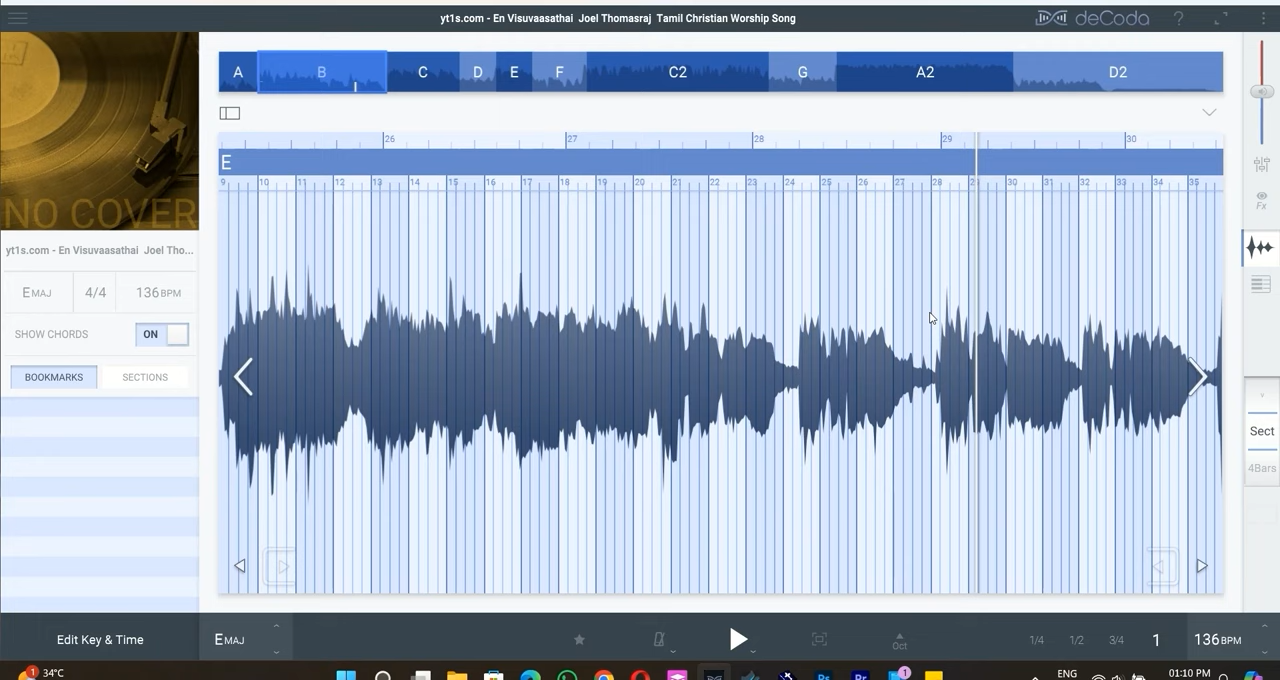 yt1s.com - En Visuvaasathai Joel Thomasraj Tamil Christian Worship Song
deCoda
?
A B C D E F C2 G A2 D2
26 27 28 29 30
E
9 10 11 12 13 14 15 16 17 18 19 20 21 22 23 24 25 26 27 28 30 31 32 33 34 35
NO COVER
yt1s.com - En Visuvaasathai Joel Tho...
EMAJ 4/4 136BPM
SHOW CHORDS ON
BOOKMARKS SECTIONS
Fx
Sect
4Bars
Edit Key & Time EMAJ Oct 1/4 1/2 3/4 1 136BPM
1 34°C Ps Pr 1 ENG 01:10 PM